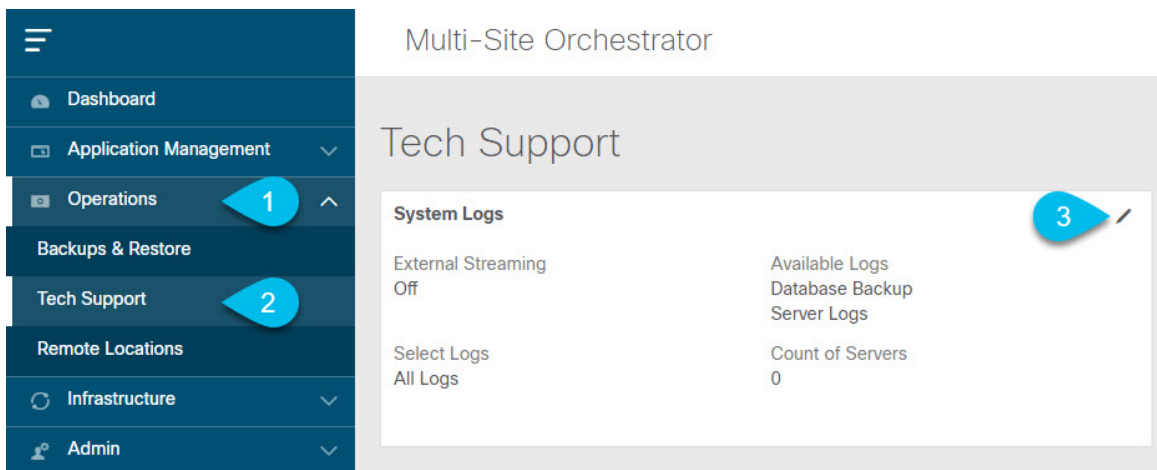 Multi-Site Orchestrator
Dashboard
Application Management
Operations
1
Backups & Restore
Tech Support
2
Remote Locations
Infrastructure
Admin
Tech Support
System Logs
3
External Streaming
Off
Available Logs
Database Backup
Server Logs
Select Logs
All Logs
Count of Servers
0